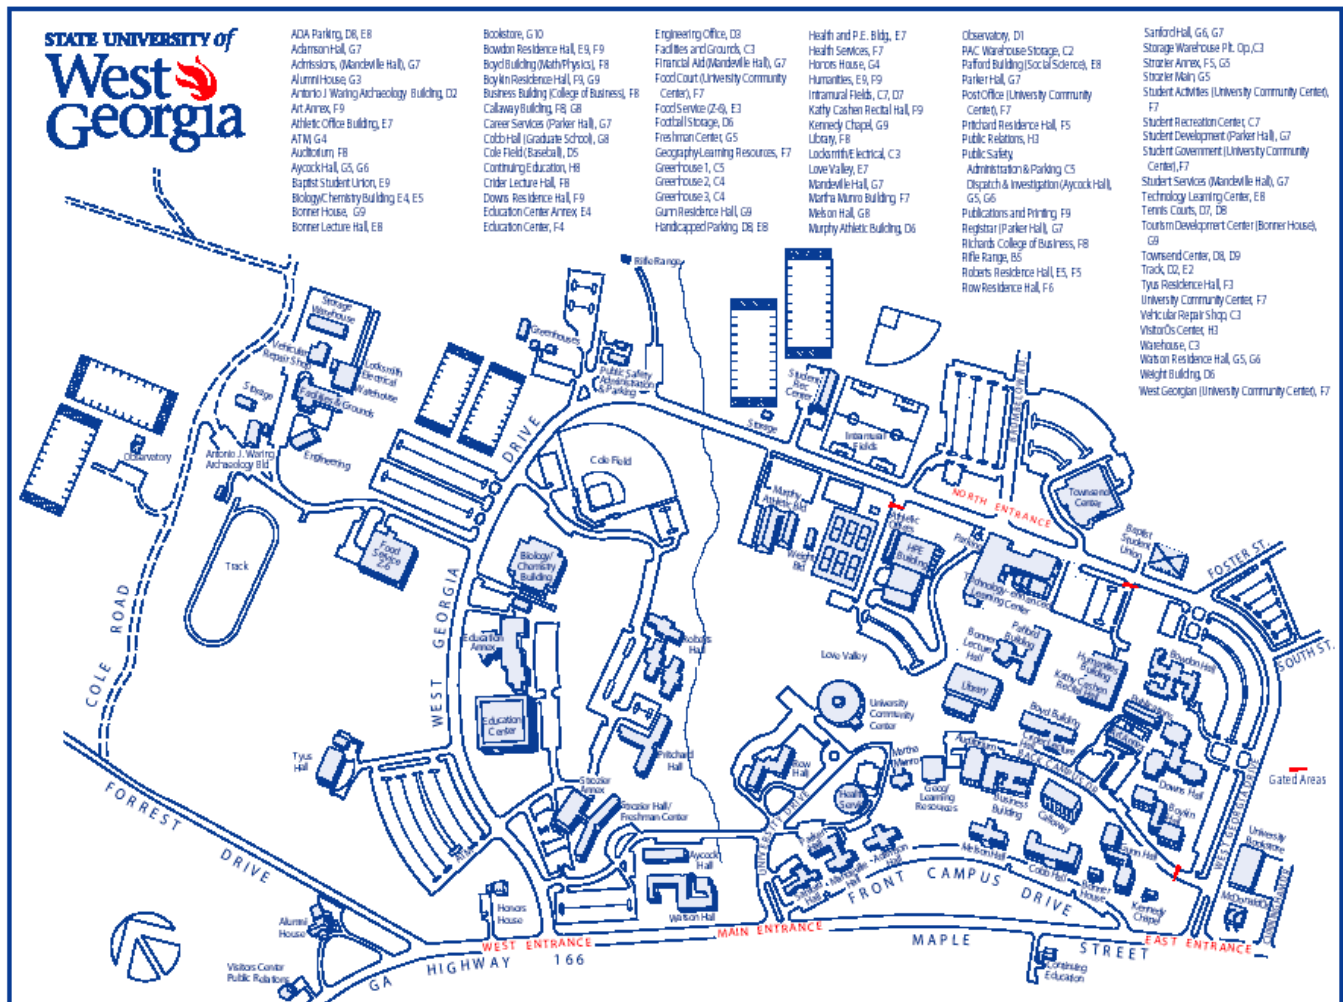 STATE UNIVERSITY of
West
Georgia
ADA Parking, D8, E8
Adamson Hall, G7
Admissions, (Mandeville Hall), G7
Alumni House, G3
Antonio J. Waring Archaeology Building, D2
Art Annex, F9
Athletic Office Building, E7
ATM, G4
Auditorium, F8
Aycock Hall, G5, G6
Baptist Student Union, E9
Biology/Chemistry Building E4, E5
Bonner House, G9
Bonner Lecture Hall, E8
Bookstore, G10
Bowdon Residence Hall, E9, F9
Boyd Building (Math/Physics), F8
Boykin Residence Hall, F9, G9
Business Building (College of Business), F8
Callaway Building, F8, G8
Career Services (Parker Hall), G7
Cobb Hall (Graduate School), G8
Cole Field (Baseball), D5
Continuing Education, H8
Crider Lecture Hall, F8
Downs Residence Hall, F9
Education Center Annex, E4
Education Center, F4
Engineering Office, D3
Facilities and Grounds, C3
Financial Aid (Mandeville Hall), G7
Food Court (University Community
Center), F7
Food Service (Z-6), E3
Football Storage, D6
Freshman Center, G5
Geography-Learning Resources, F7
Greenhouse 1, C5
Greenhouse 2, C4
Greenhouse 3, C4
Gunn Residence Hall, G9
Handicapped Parking D8, E8
Health and P.E. Bldg., E7
Health Services, F7
Honors House, G4
Humanities, E9, F9
Intramural Fields, C7, D7
Kathy Cashen Recital Hall, F9
Kennedy Chapel, G9
Library, F8
Locksmith/Electrical, C3
Love Valley, E7
Mandeville Hall, G7
Martha Munro Building F7
Melson Hall, G8
Murphy Athletic Building, D6
Observatory, D1
PAC Warehouse Storage, C2
Pafford Building (Social Science), E8
Parker Hall, G7
Post Office (University Community
Center), F7
Pritchard Residence Hall, F5
Public Relations, H3
Public Safety,
Administration & Parking C5
Dispatch & Investigation (Aycock Hall),
G5, G6
Publications and Printing F9
Registrar (Parker Hall), G7
Richards College of Business, F8
Rifle Range, B5
Roberts Residence Hall, E5, F5
Row Residence Hall, F6
Sanford Hall, G6, G7
Storage Warehouse Plt. Op.,C3
Strozier Annex, F5, G5
Strozier Main, G5
Student Activities (University Community Center),
F7
Student Recreation Center, C7
Student Development (Parker Hall), G7
Student Government (University Community
Center),F7
Student Services (Mandeville Hall), G7
Technology Learning Center, E8
Tennis Courts, D7, D8
Tourism Development Center (Bonner House),
G9
Townsend Center, D8, D9
Track, D2, E2
Tyus Residence Hall, F3
University Community Center, F7
Vehicular Repair Shop, C3
VisitorÕs Center, H3
Warehouse, C3
Watson Residence Hall, G5, G6
Weight Building, D6
West Georgian (University Community Center), F7
Rifle Range
Storage
Warehouse
Greenhouses
Vehicular
Repair Shop
Locksmith
Electrical
Warehouse
Public Safety
Administration
& Parking
Student
Rec
Center
BRUMBELOW RD
Storage
Facilities & Grounds
Storage
Intramural
Fields
Observatory
Antonio J. Waring
Archaeology Bld
Engineering
DRIVE
Cole Field
Murphy
Athletic Bld
NORTH ENTRANCE
Townsend
Center
Athletic
Offices
Parking
Baptist
Student
Union
HPE
Building
Weight
Bld
Food
Service
Z-6
Biology/
Chemistry
Building
Track
FOSTER ST.
Technology-enhanced
Learning Center
COLE ROAD
WEST GEORGIA
Education
Annex
Roberts
Hall
Love Valley
Bonner
Lecture
Hall
Pafford
Building
Humanities
Building
Kathy Cashen
Recital Hall
Bowdon Hall
SOUTH ST.
Library
Education
Center
University
Community
Center
Boyd Building
Crider Lecture
Hall
Publications
Art Annex
Auditorium
BACK CAMPUS DR
Tyus
Hall
Pritchard
Hall
Row
Hall
Martha
Munro
Geog/
Learning
Resources
Business
Building
Callaway
Downs Hall
Boykin
Gated Areas
FORREST DRIVE
Strozier
Annex
Strozier Hall/
Freshman Center
Health
Services
UNIVERSITY DRIVE
WEST GEORGIA DRIVE
University
Bookstore
ATM
Aycock
Hall
Parker
Hall
Sanford
Hall
Mandeville
Hall
Adamson
Hall
Melson Hall
Cobb Hall
Gunn Hall
Bonner
House
Kennedy
Chapel
McDonald's
FRONT CAMPUS DRIVE
Alumni
House
Honors
House
Watson Hall
WEST ENTRANCE
MAIN ENTRANCE
MAPLE STREET
EAST ENTRANCE
Visitors Center
Public Relations
GA HIGHWAY 166
Continuing
Education